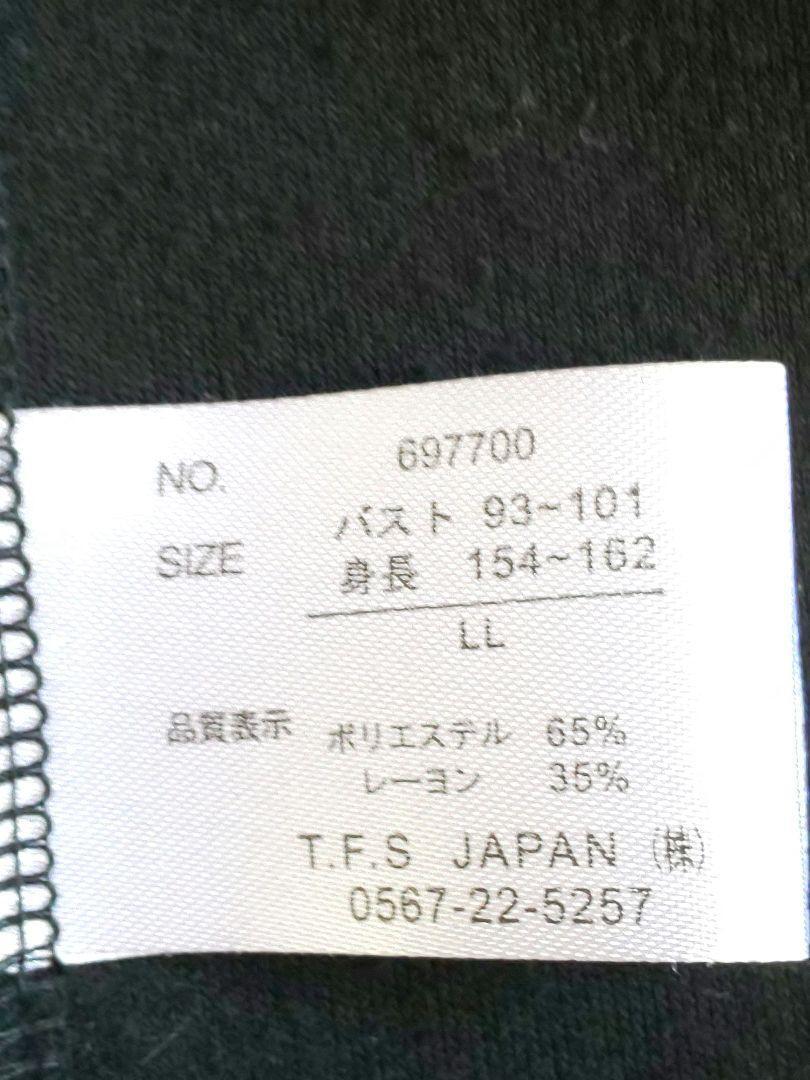 NO. 697700
SIZE バスト 93~101
身長 154~162
LL
品質表示 ポリエステル 65%
レーヨン 35%
T.F.S JAPAN (株)
0567-22-5257